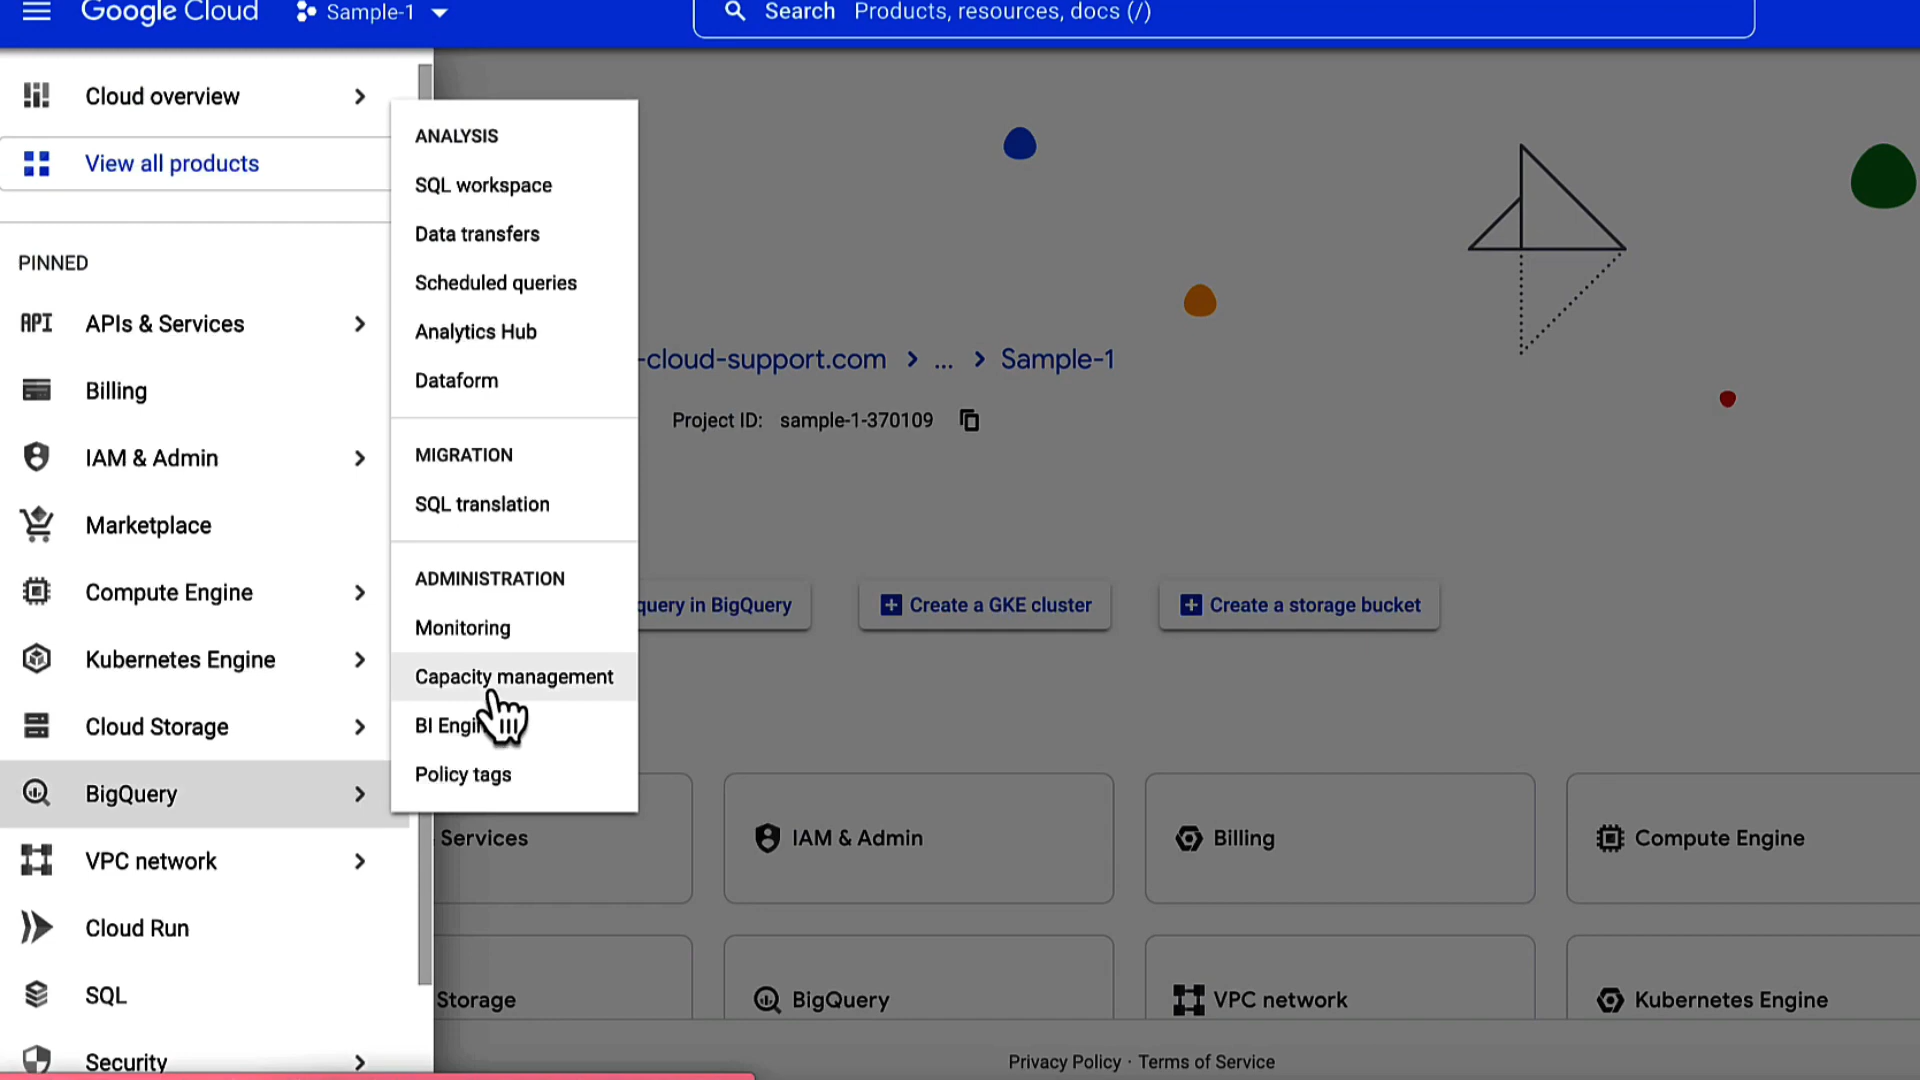 Google Cloud
Sample-1
Search Products, resources, docs (/)
Cloud overview
View all products
PINNED
API APIs & Services
Billing
IAM & Admin
Marketplace
Compute Engine
Kubernetes Engine
Cloud Storage
BigQuery
VPC network
Cloud Run
SQL
Security
ANALYSIS
SQL workspace
Data transfers
Scheduled queries
Analytics Hub
Dataform
MIGRATION
SQL translation
ADMINISTRATION
Monitoring
Capacity management
BI Engin
Policy tags
-cloud-support.com > ... > Sample-1
Project ID: sample-1-370109
query in BigQuery
Create a GKE cluster
Create a storage bucket
Services
IAM & Admin
Billing
Compute Engine
Storage
BigQuery
VPC network
Kubernetes Engine
Privacy Policy · Terms of Service